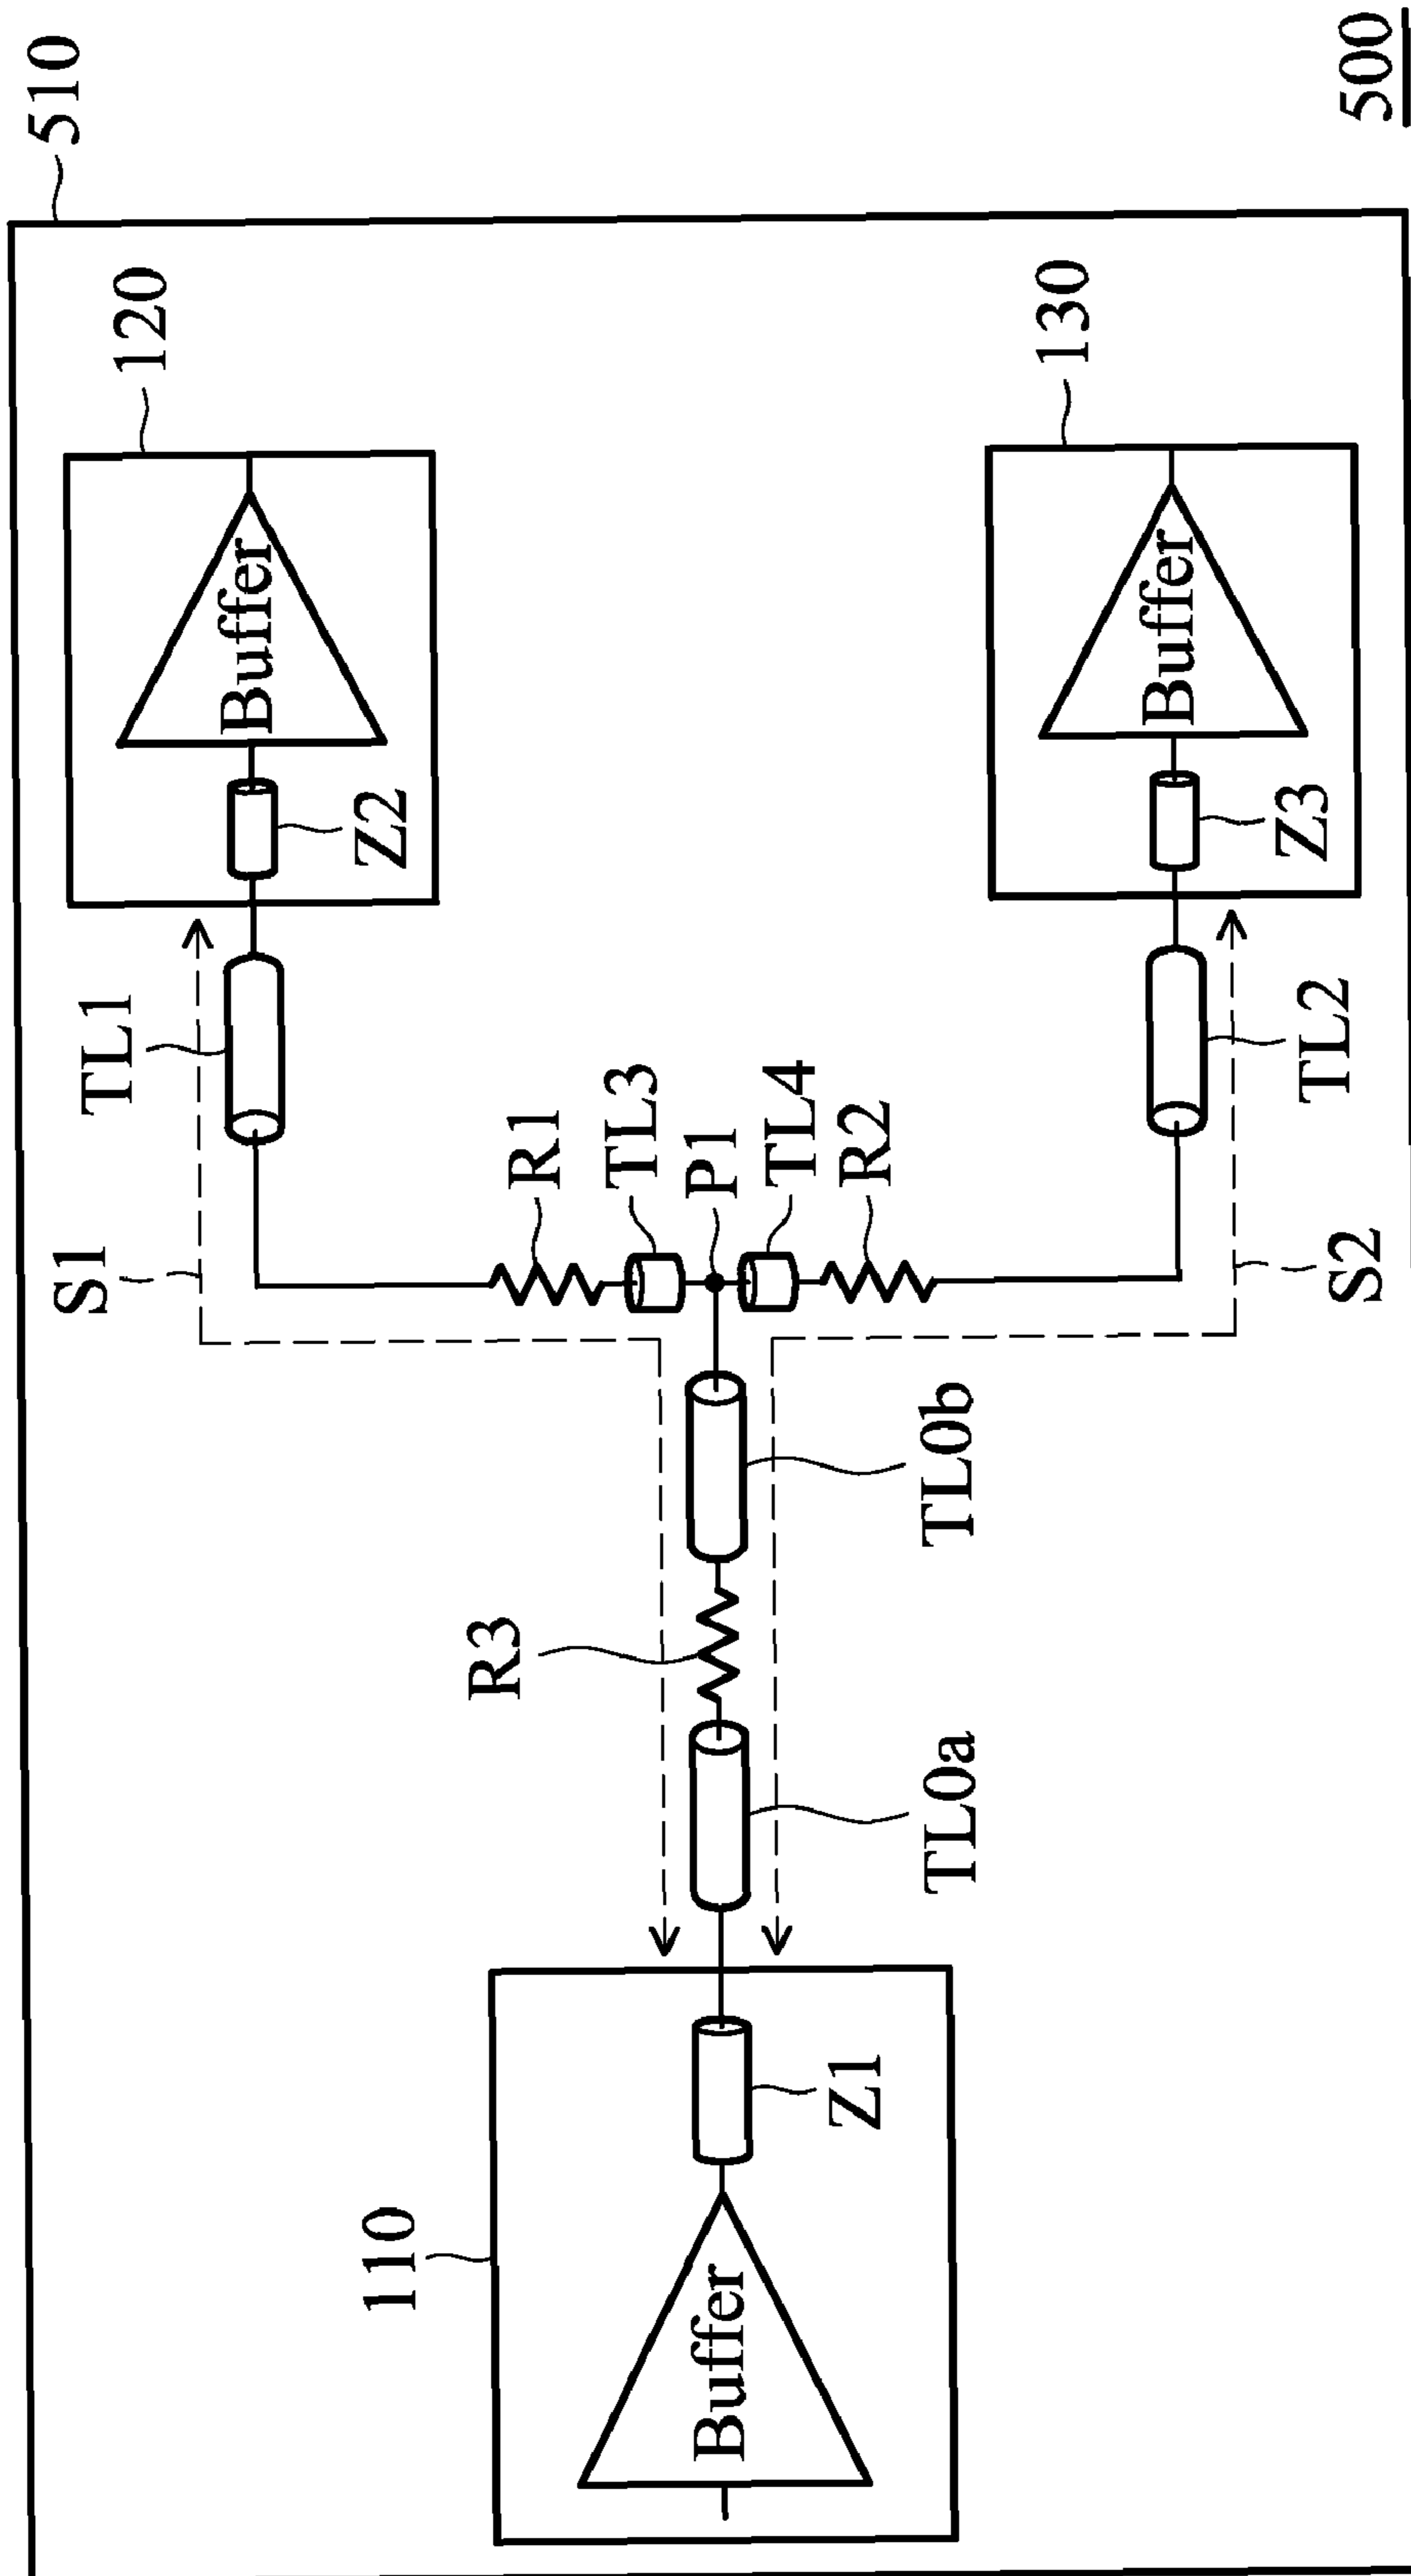 510
120
Buffer
Z2
TL1
S1
R1
TL3
P1
TL4
R2
R3
TL0a
TL0b
110
Buffer
Z1
130
Buffer
Z3
TL2
S2
500